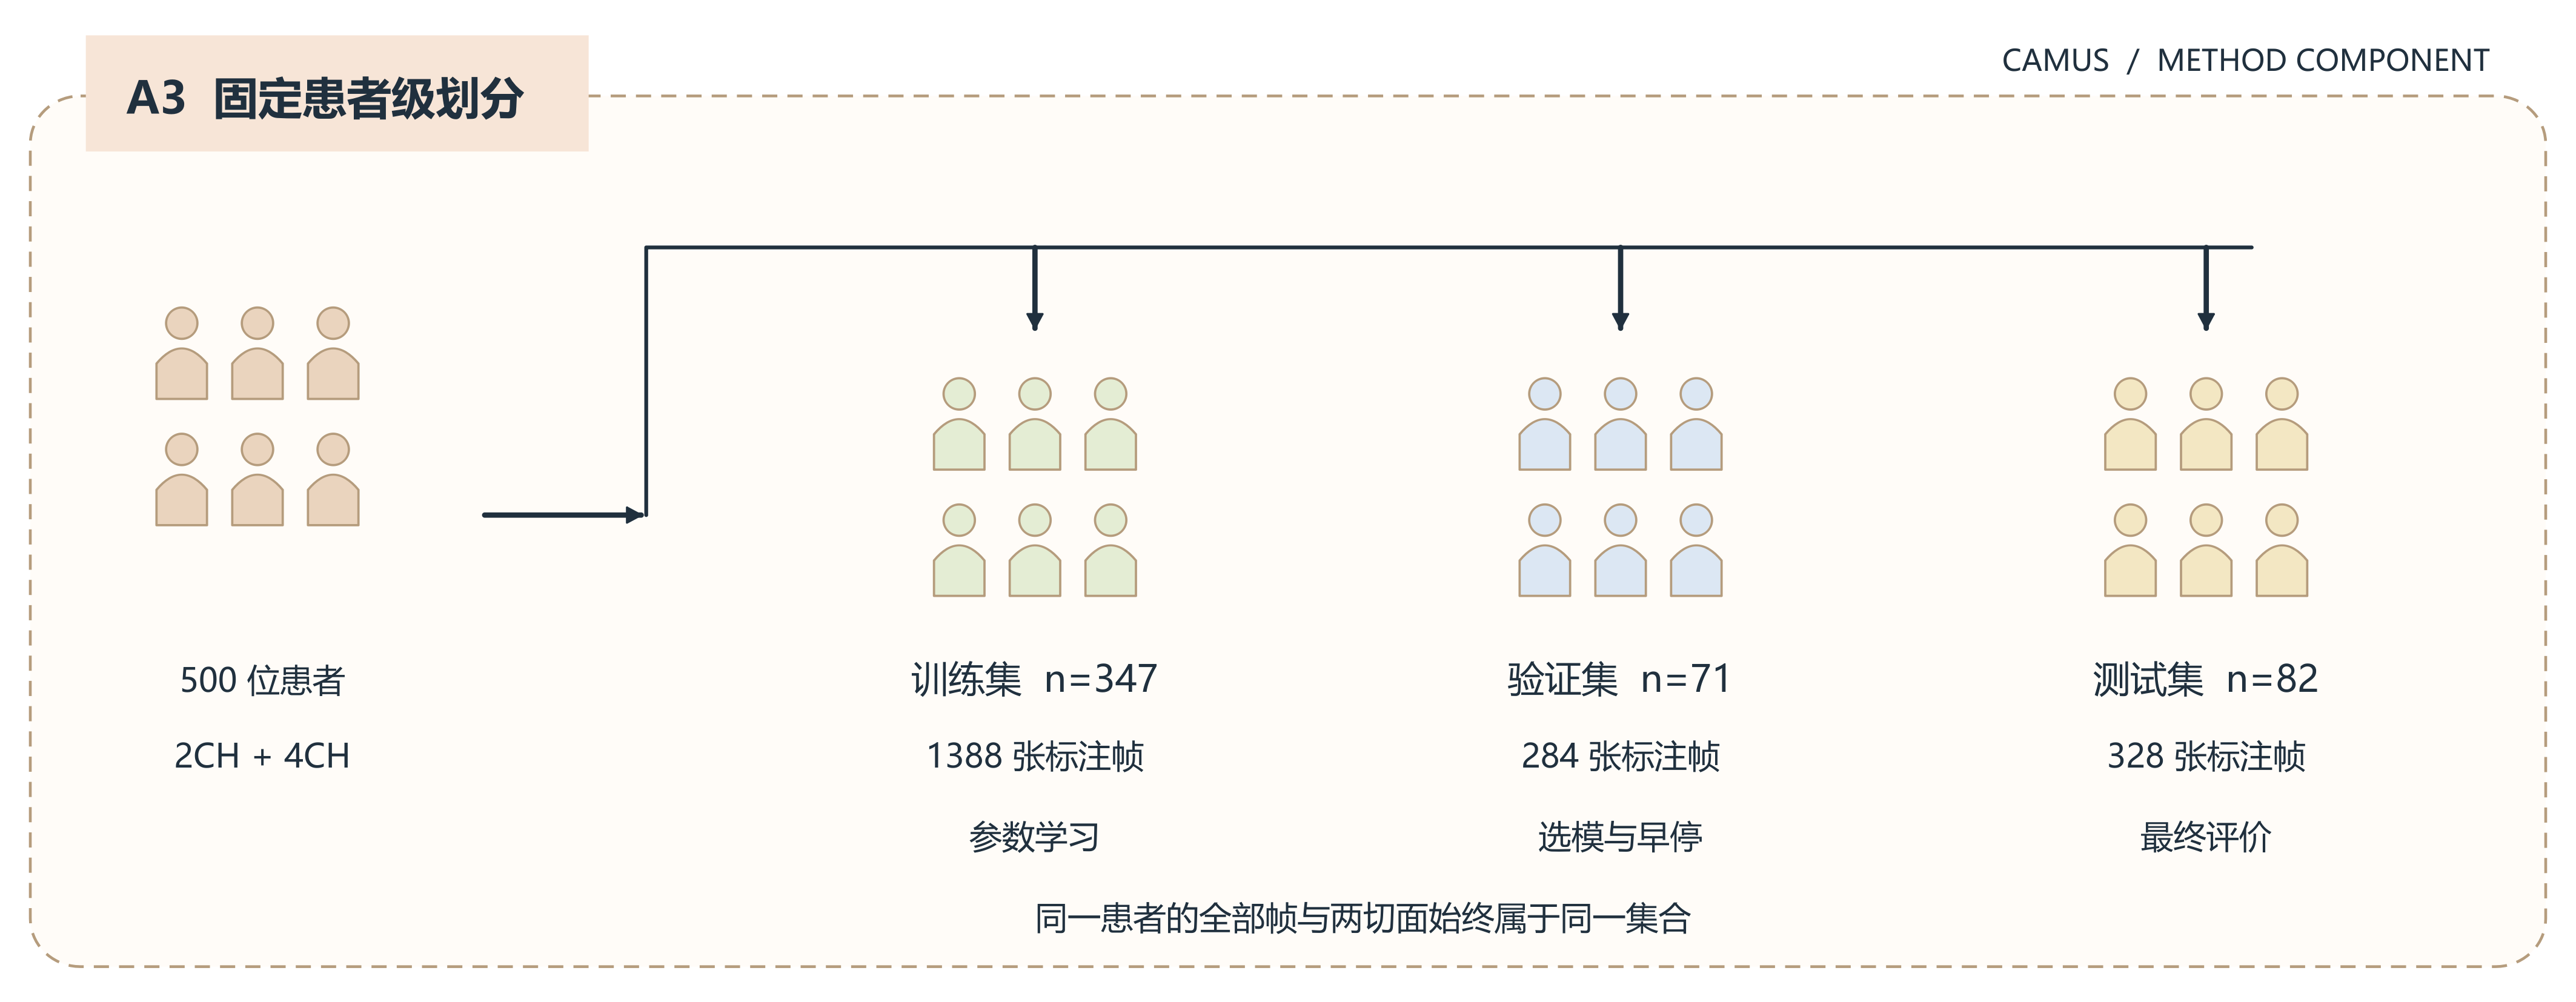 CAMUS / METHOD COMPONENT
A3 固定患者级划分
500 位患者
2CH + 4CH
训练集 n=347
1388 张标注帧
参数学习
验证集 n=71
284 张标注帧
选模与早停
测试集 n=82
328 张标注帧
最终评价
同一患者的全部帧与两切面始终属于同一集合